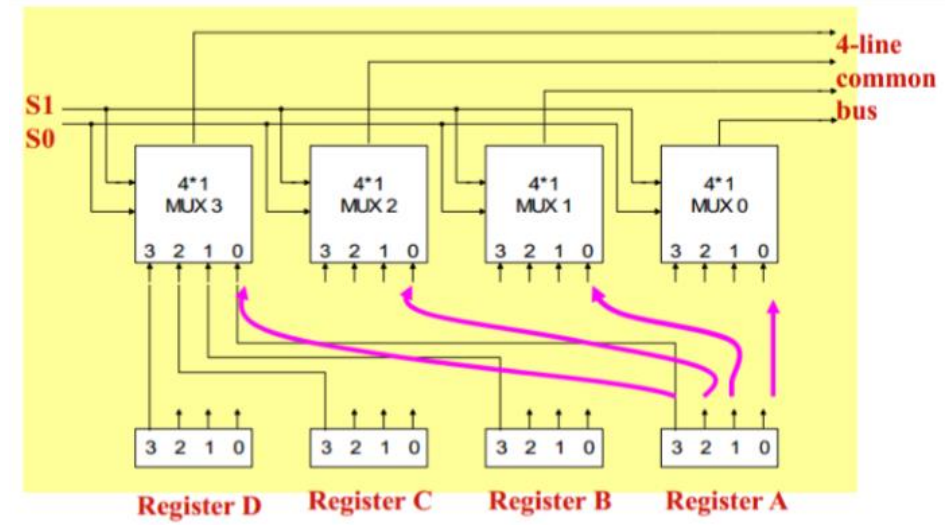 4-line
common
bus
S1
S0
4*1
MUX 3
4*1
MUX 2
4*1
MUX 1
4*1
MUX 0
3 2 1 0
3 2 1 0
3 2 1 0
3 2 1 0
3 2 1 0
3 2 1 0
3 2 1 0
3 2 1 0
Register D
Register C
Register B
Register A